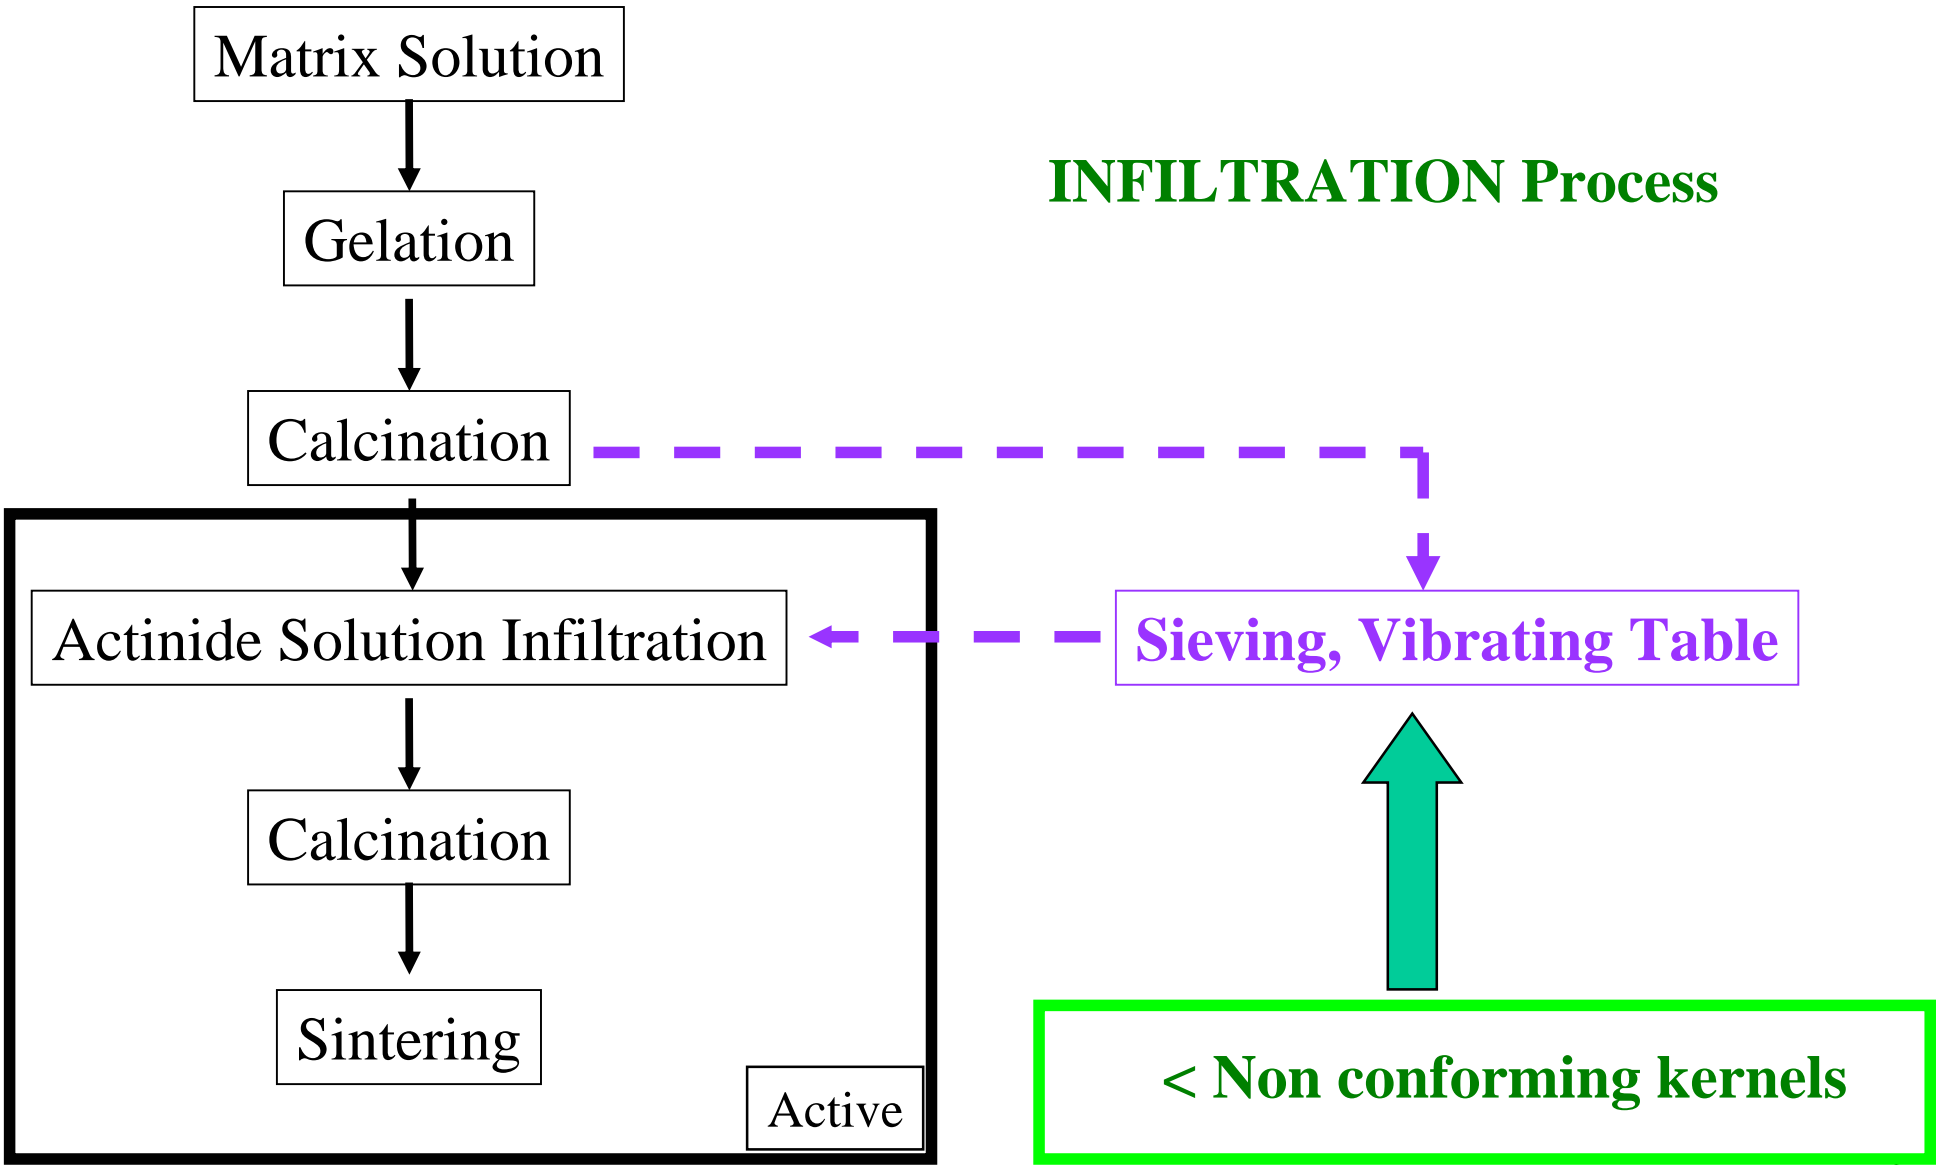 Matrix Solution
INFILTRATION Process
Gelation
Calcination
Actinide Solution Infiltration
Sieving, Vibrating Table
Calcination
Sintering
Active
< Non conforming kernels